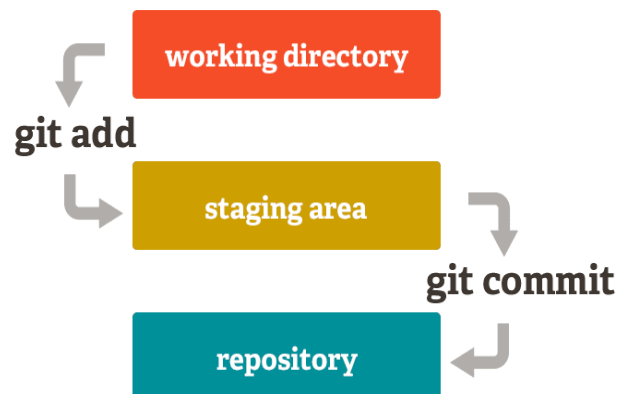 working directory
git add
staging area
git commit
repository